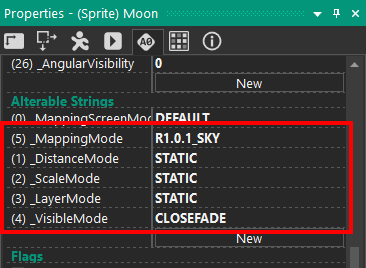 Properties - (Sprite) Moon
(26) _AngularVisibility 0
New
Alterable Strings
(0) _MappingScreenMod DEFAULT
(5) _MappingMode R1.0.1_SKY
(1) _DistanceMode STATIC
(2) _ScaleMode STATIC
(3) _LayerMode STATIC
(4) _VisibleMode CLOSEFADE
New
Flags